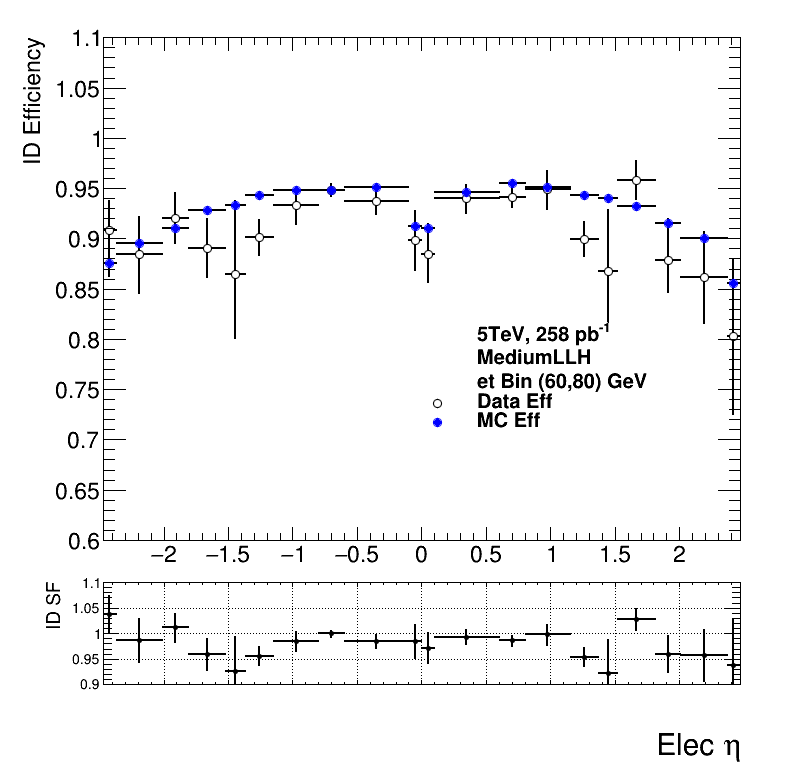 ID Efficiency
1.1
1.05
1
0.95
0.9
0.85
0.8
0.75
0.7
0.65
0.6
5TeV, 258 pb-1
MediumLLH
et Bin (60,80) GeV
Data Eff
MC Eff
−2 −1.5 −1 −0.5 0 0.5 1 1.5 2
ID SF
1.1
1.05
1
0.95
0.9
Elec η